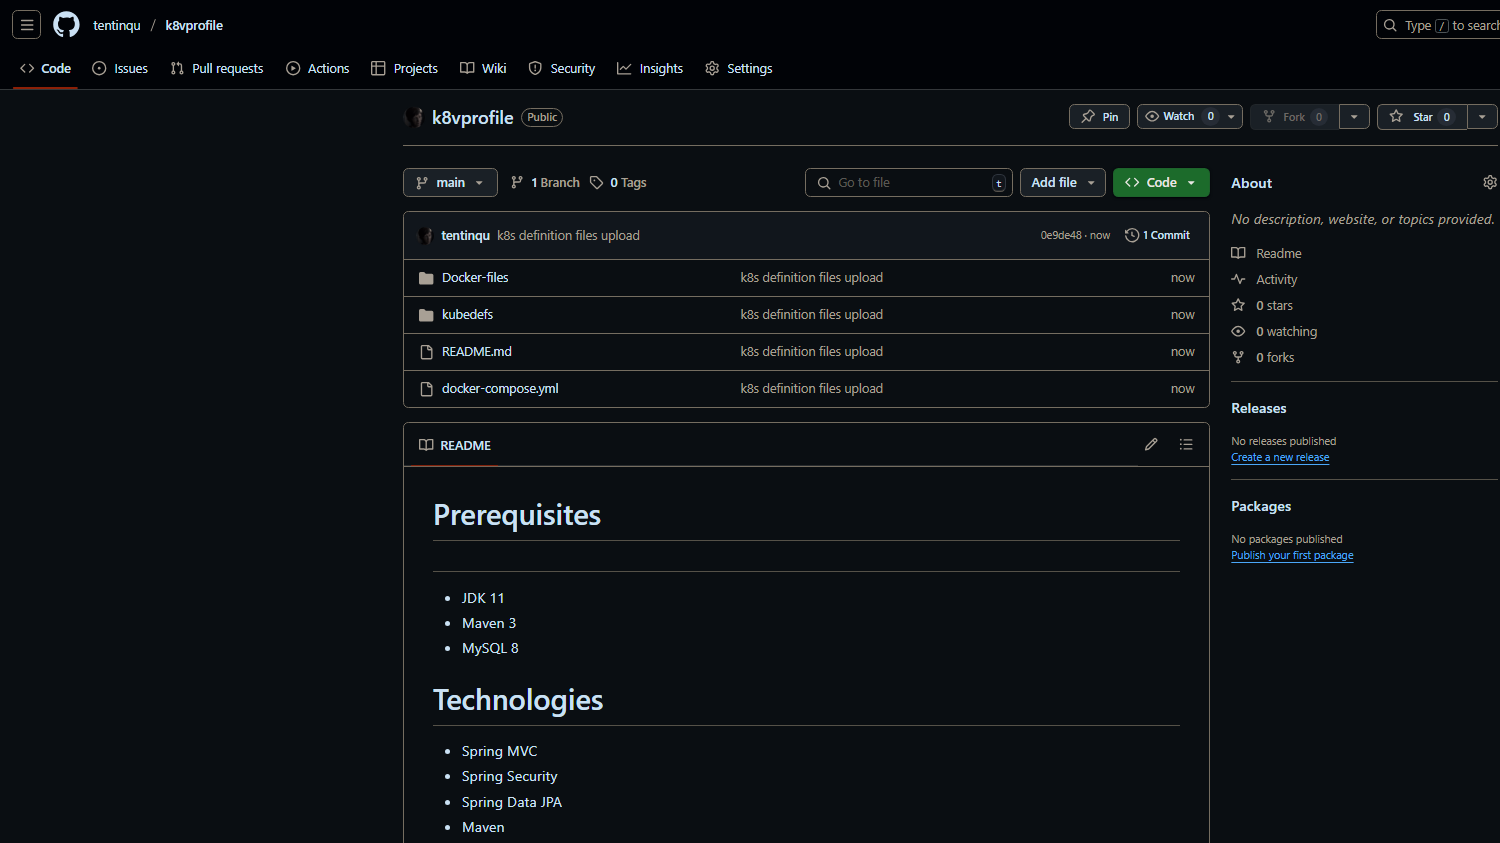 tentinqu / k8vprofile
Type / to search
Code Issues Pull requests Actions Projects Wiki Security Insights Settings
k8vprofile Public
Pin Watch 0 Fork 0 Star 0
main 1 Branch 0 Tags Go to file t Add file Code
tentinqu k8s definition files upload 0e9de48 · now 1 Commit
Docker-files k8s definition files upload now
kubedefs k8s definition files upload now
README.md k8s definition files upload now
docker-compose.yml k8s definition files upload now
README
Prerequisites
JDK 11
Maven 3
MySQL 8
Technologies
Spring MVC
Spring Security
Spring Data JPA
Maven
About
No description, website, or topics provided.
Readme
Activity
0 stars
0 watching
0 forks
Releases
No releases published
Create a new release
Packages
No packages published
Publish your first package